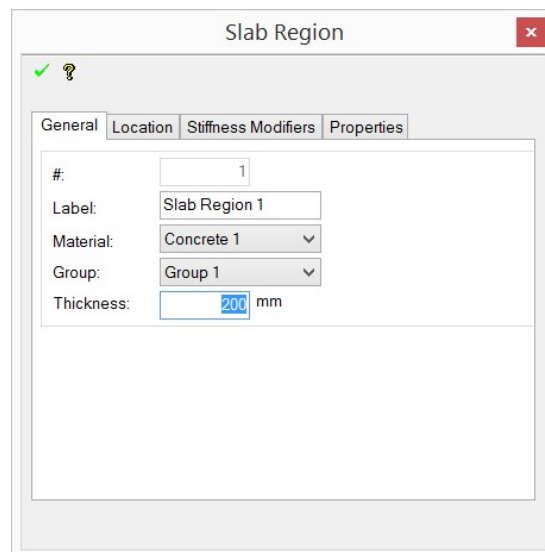 Slab Region
General Location Stiffness Modifiers Properties
#: 1
Label: Slab Region 1
Material: Concrete 1
Group: Group 1
Thickness: 200 mm